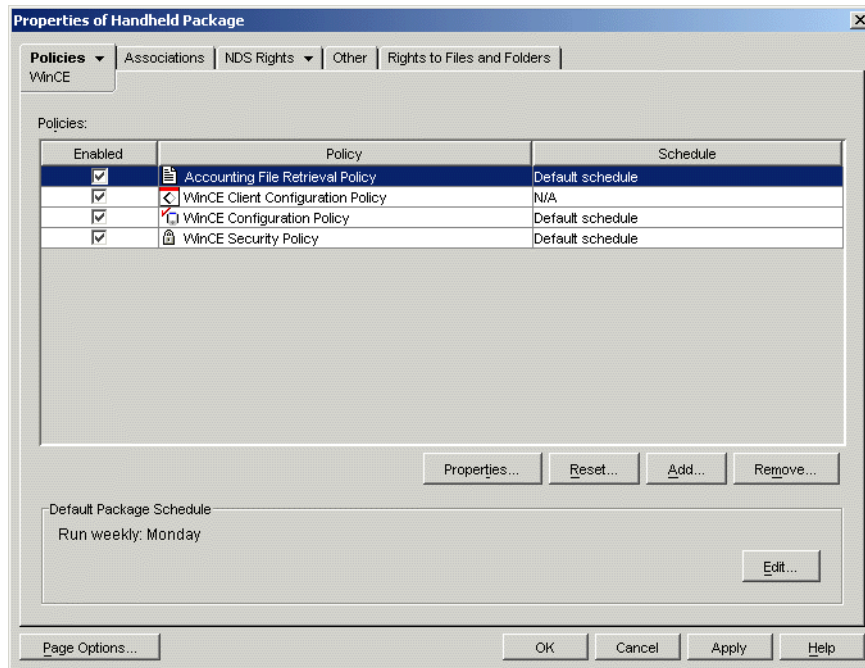 Properties of Handheld Package
Policies Associations NDS Rights Other Rights to Files and Folders
WinCE
Policies:
Enabled Policy Schedule
Accounting File Retrieval Policy Default schedule
WinCE Client Configuration Policy N/A
WinCE Configuration Policy Default schedule
WinCE Security Policy Default schedule
Properties... Reset... Add... Remove...
Default Package Schedule
Run weekly: Monday
Edit...
Page Options... OK Cancel Apply Help